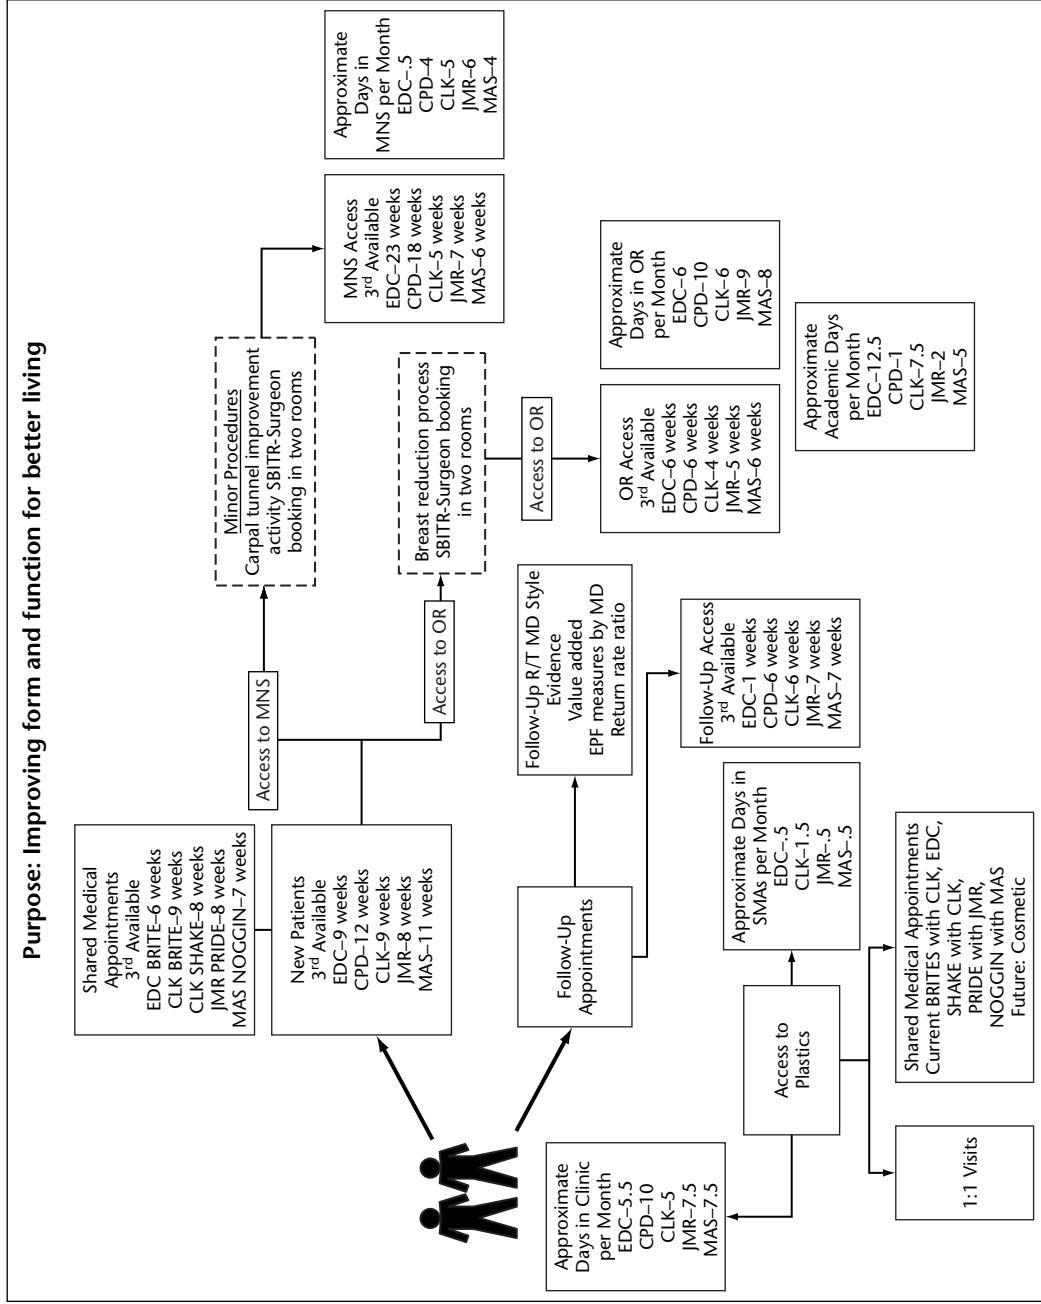 Purpose: Improving form and function for better living
Shared Medical
Appointments
3rd Available
EDC BRITE–6 weeks
CLK BRITE–9 weeks
CLK SHAKE–8 weeks
JMR PRIDE–8 weeks
MAS NOGGIN–7 weeks
New Patients
3rd Available
EDC–9 weeks
CPD–12 weeks
CLK–9 weeks
JMR–8 weeks
MAS–11 weeks
Access to MNS
Access to OR
Minor Procedures
Carpal tunnel improvement
activity SBITR-Surgeon
booking in two rooms
MNS Access
3rd Available
EDC–23 weeks
CPD–18 weeks
CLK–5 weeks
JMR–7 weeks
MAS–6 weeks
Approximate
Days in
MNS per Month
EDC–.5
CPD–4
CLK–5
JMR–6
MAS–4
Breast reduction process
SBITR-Surgeon booking
in two rooms
Access to OR
OR Access
3rd Available
EDC–6 weeks
CPD–6 weeks
CLK–4 weeks
JMR–5 weeks
MAS–6 weeks
Approximate
Days in OR
per Month
EDC–6
CPD–10
CLK–6
JMR–9
MAS–8
Approximate
Academic Days
per Month
EDC–12.5
CPD–1
CLK–7.5
JMR–2
MAS–5
Follow-Up
Appointments
Follow-Up R/T MD Style
Evidence
Value added
EPF measures by MD
Return rate ratio
Follow-Up Access
3rd Available
EDC–1 weeks
CPD–6 weeks
CLK–6 weeks
JMR–7 weeks
MAS–7 weeks
Approximate
Days in Clinic
per Month
EDC–5.5
CPD–10
CLK–5
JMR–7.5
MAS–7.5
Access to
Plastics
Approximate Days in
SMAs per Month
EDC–.5
CLK–1.5
JMR–.5
MAS–.5
1:1 Visits
Shared Medical Appointments
Current BRITES with CLK, EDC,
SHAKE with CLK,
PRIDE with JMR,
NOGGIN with MAS
Future: Cosmetic